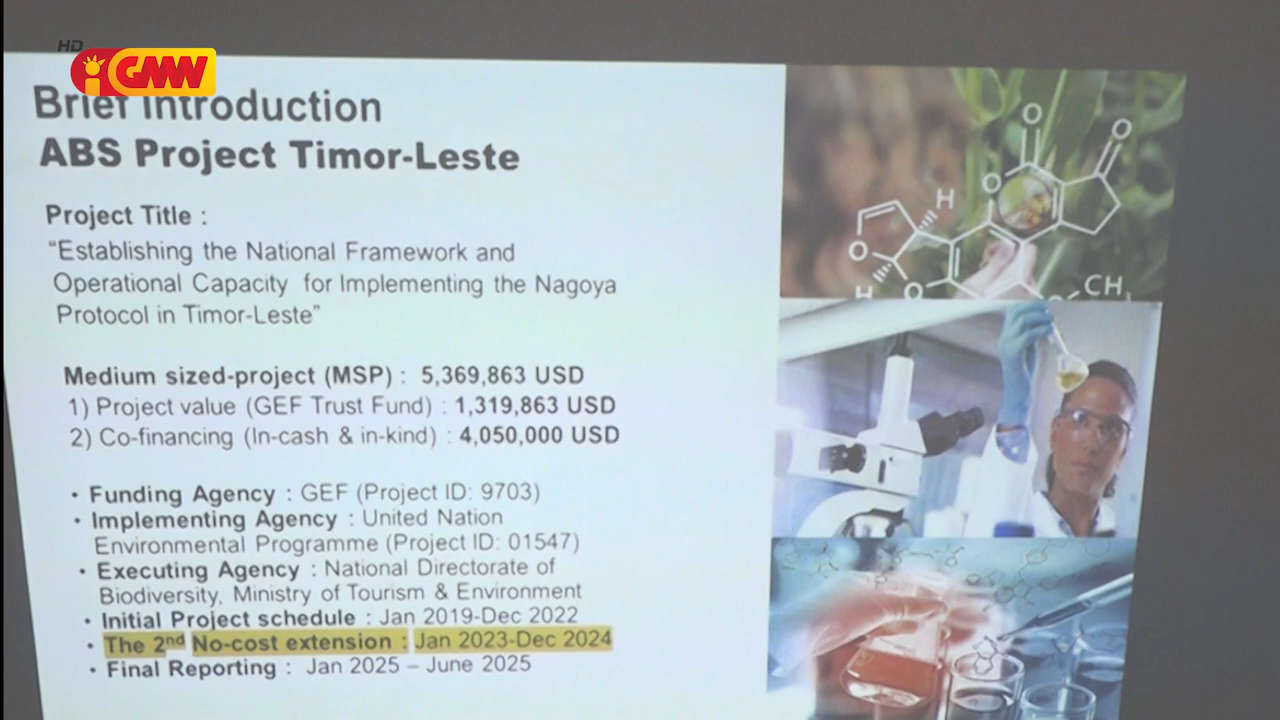 HD
iGMW
Brief Introduction
ABS Project Timor-Leste
Project Title :
“Establishing the National Framework and
Operational Capacity for Implementing the Nagoya
Protocol in Timor-Leste”
Medium sized-project (MSP) : 5,369,863 USD
1) Project value (GEF Trust Fund) : 1,319,863 USD
2) Co-financing (In-cash & in-kind) : 4,050,000 USD
• Funding Agency : GEF (Project ID: 9703)
• Implementing Agency : United Nation
Environmental Programme (Project ID: 01547)
• Executing Agency : National Directorate of
Biodiversity, Ministry of Tourism & Environment
• Initial Project schedule : Jan 2019-Dec 2022
• The 2nd No-cost extension : Jan 2023-Dec 2024
• Final Reporting : Jan 2025 – June 2025
O
O
O
H
O
H
O
CH